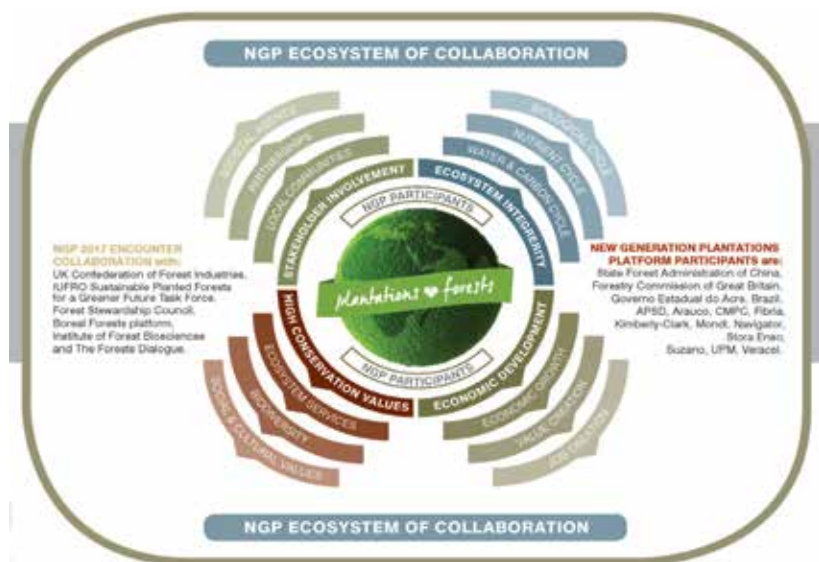 NGP ECOSYSTEM OF COLLABORATION
SOCIETAL AGENTS
PARTNERSHIPS
LOCAL COMMUNITIES
STAKEHOLDER INVOLVEMENT
BIOLOGICAL CYCLE
NUTRIENT CYCLE
WATER & CARBON CYCLE
ECOSYSTEM INTEGRERITY
NGP PARTICIPANTS
plantations forests
NGP PARTICIPANTS
NGP 2017 ENCOUNTER
COLLABORATION with:
UK Confederation of Forest Industries,
IUFRO Sustainable Planted Forests
for a Greener Future Task Force,
Forest Stewardship Council,
Boreal Forests platform,
Institute of Forest Biosciences
and The Forests Dialogue.
NEW GENERATION PLANTATIONS
PLATFORM PARTICIPANTS are:
State Forest Administration of China,
Forestry Commission of Great Britain,
Governo Estadual do Acre, Brazil,
APSD, Arauco, CMPC, Fibria,
Kimberly-Clark, Mondi, Navigator,
Stora Enso,
Suzano, UPM, Veracel.
HIGH CONSERVATION VALUES
ECOSYSTEM SERVICES
BIODIVERSITY
SOCIAL & CULTURAL VALUES
ECONOMIC DEVELOPMENT
ECONOMIC GROWTH
VALUE CREATION
JOB CREATION
NGP ECOSYSTEM OF COLLABORATION